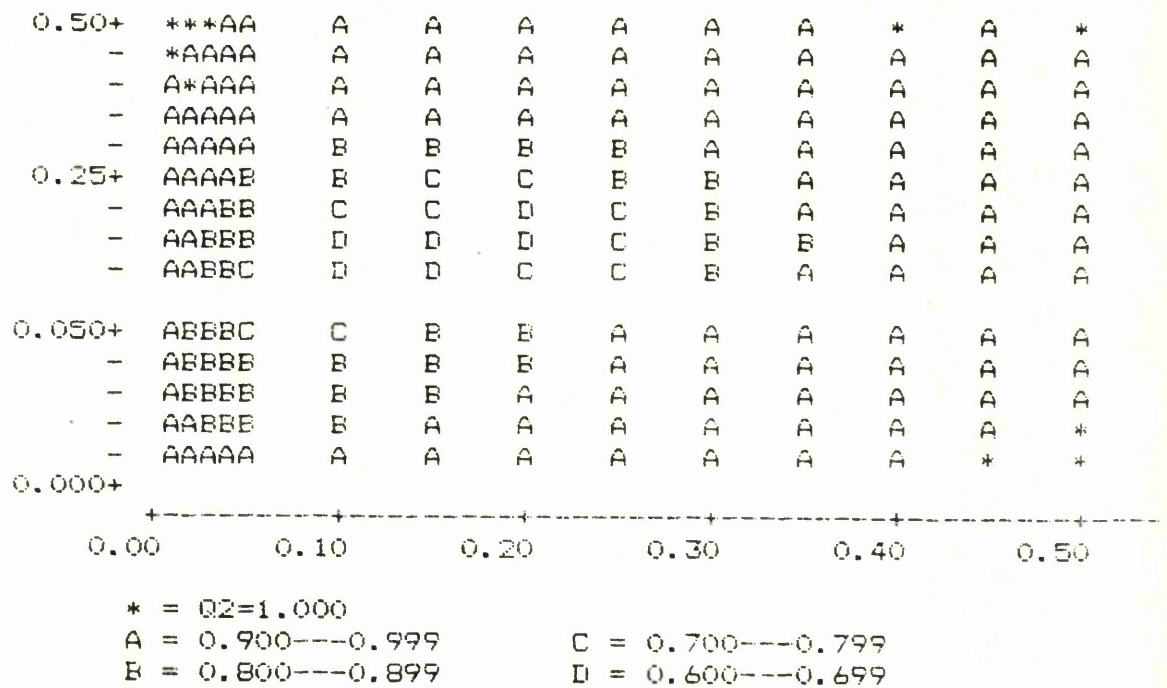 0.50+ ***AA A A A A A A * A *
- *AAAA A A A A A A A A A
- A*AAA A A A A A A A A A
- AAAAA A A A A A A A A A
- AAAAA B B B B A A A A A
0.25+ AAAAB B C C B B A A A A
- AAABB C C D C B A A A A
- AABBB D D D C B B A A A
- AABBC D D C C B A A A A
0.050+ ABBBC C B B A A A A A A
- ABBBB B B B A A A A A A
- ABBBB B B A A A A A A A
- AABBB B A A A A A A A *
- AAAAA A A A A A A A * *
0.000+
+---------+---------+---------+---------+---------+----
0.00 0.10 0.20 0.30 0.40 0.50
* = Q2=1.000
A = 0.900---0.999 C = 0.700---0.799
B = 0.800---0.899 D = 0.600---0.699